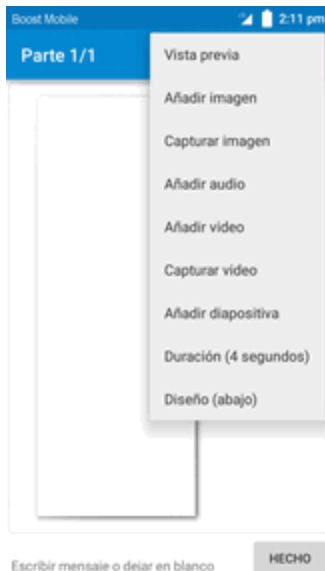 Boost Mobile 2:11 pm
Parte 1/1
Vista previa
Añadir imagen
Capturar imagen
Añadir audio
Añadir video
Capturar video
Añadir diapositiva
Duración (4 segundos)
Diseño (abajo)
Escribir mensaje o dejar en blanco
HECHO